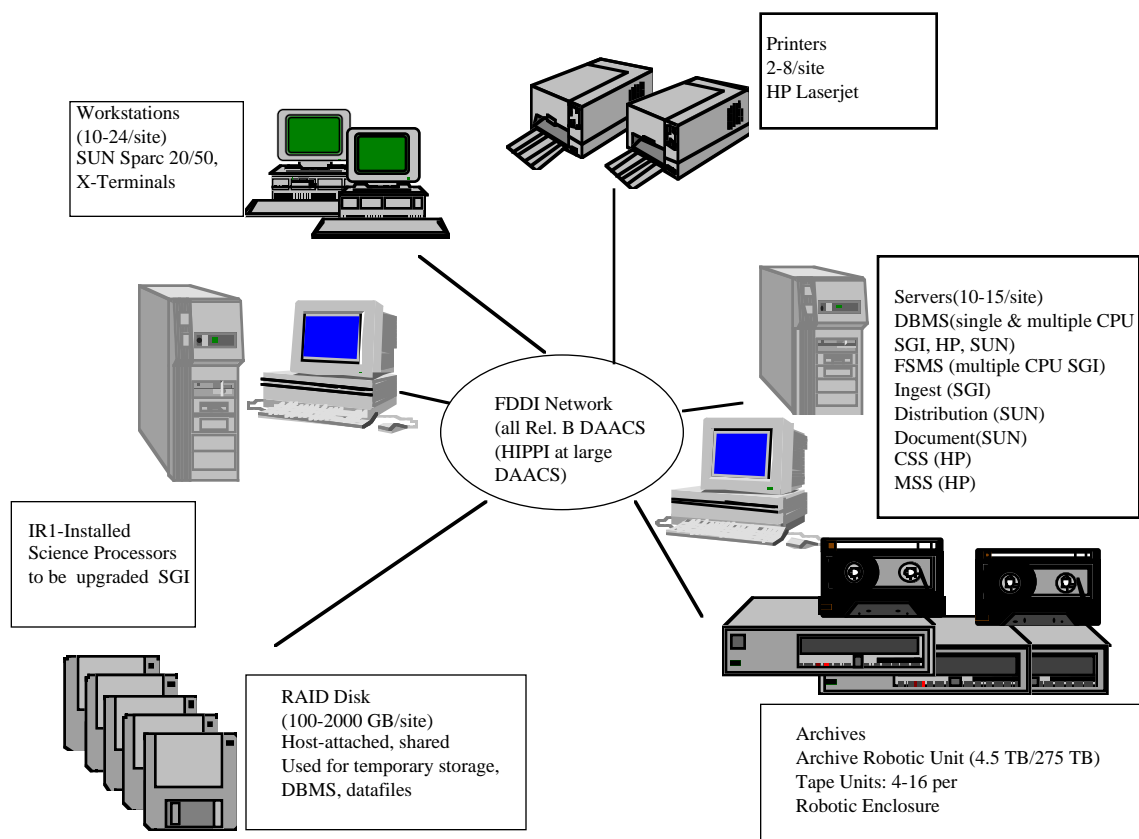 Printers
2-8/site
HP Laserjet
Workstations
(10-24/site)
SUN Sparc 20/50,
X-Terminals
Servers(10-15/site)
DBMS(single & multiple CPU
SGI, HP, SUN)
FSMS (multiple CPU SGI)
Ingest (SGI)
Distribution (SUN)
Document(SUN)
CSS (HP)
MSS (HP)
FDDI Network
(all Rel. B DAACS
(HIPPI at large
DAACS)
IR1-Installed
Science Processors
to be upgraded SGI
RAID Disk
(100-2000 GB/site)
Host-attached, shared
Used for temporary storage,
DBMS, datafiles
Archives
Archive Robotic Unit (4.5 TB/275 TB)
Tape Units: 4-16 per
Robotic Enclosure